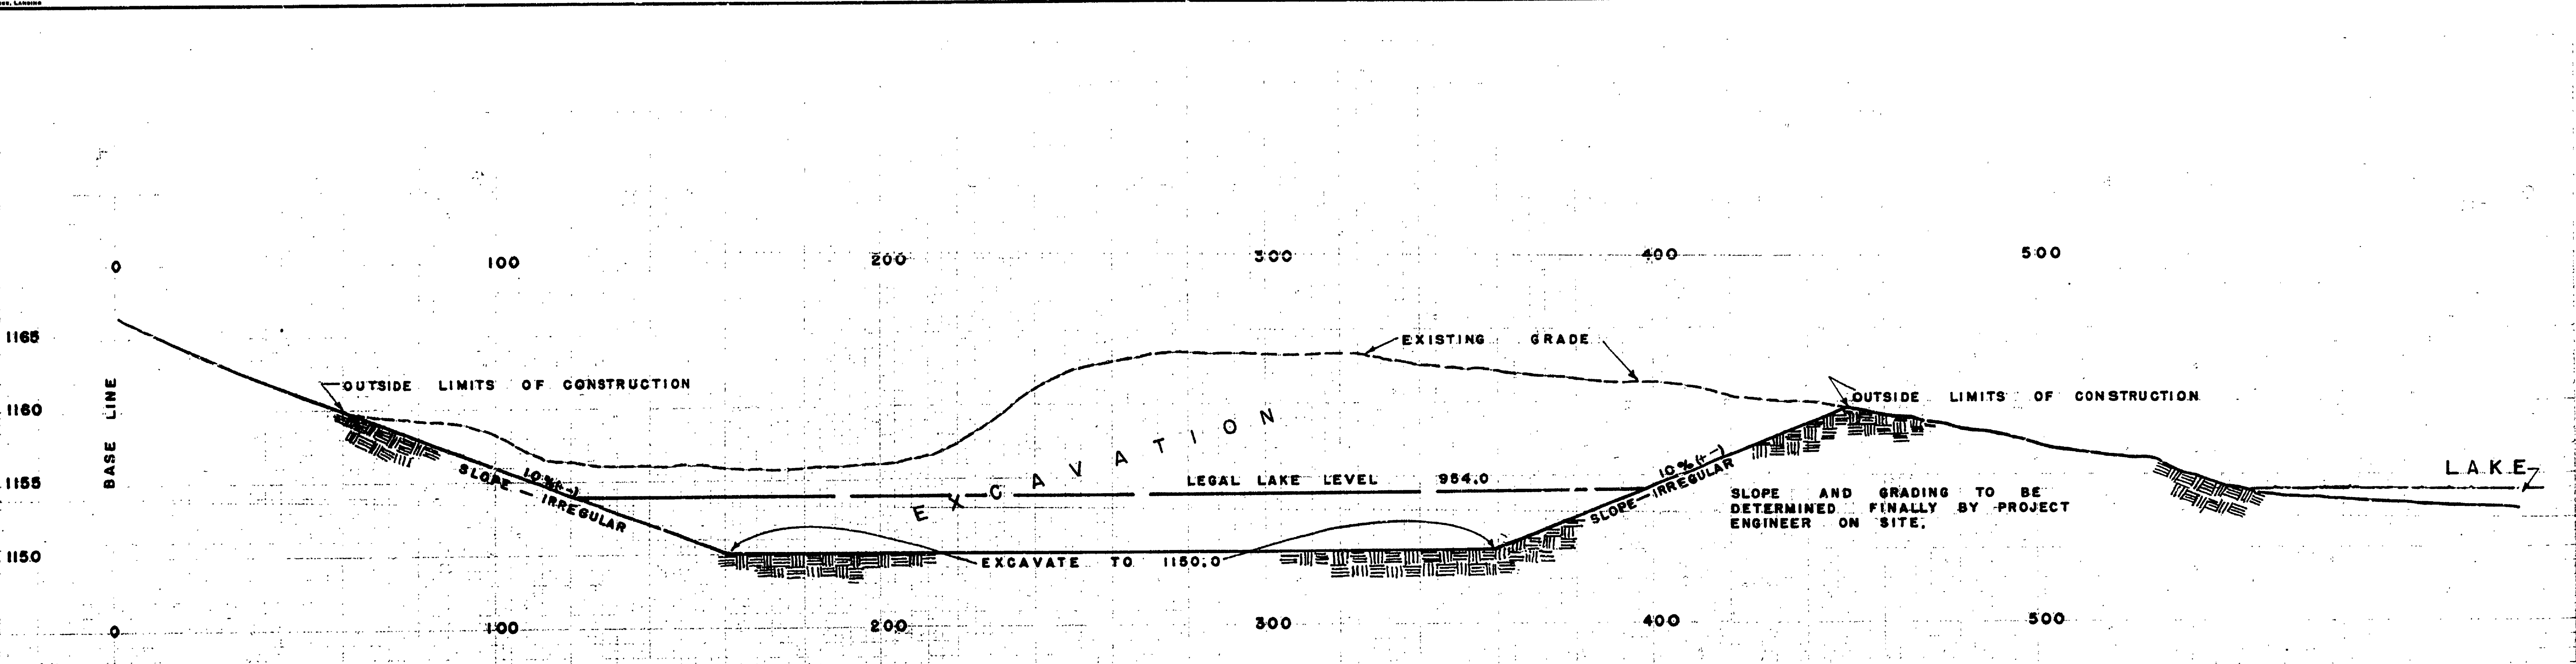 0 100 200 300 400 500
1165
1160
1155
1150
BASE LINE
OUTSIDE LIMITS OF CONSTRUCTION
EXISTING GRADE
OUTSIDE LIMITS OF CONSTRUCTION
EXCAVATION
10%(+-)
SLOPE - IRREGULAR
LEGAL LAKE LEVEL 954.0
10%(+-)
SLOPE - IRREGULAR
SLOPE AND GRADING TO BE
DETERMINED FINALLY BY PROJECT
ENGINEER ON SITE.
LAKE
EXCAVATE TO 1150.0
0 100 200 300 400 500